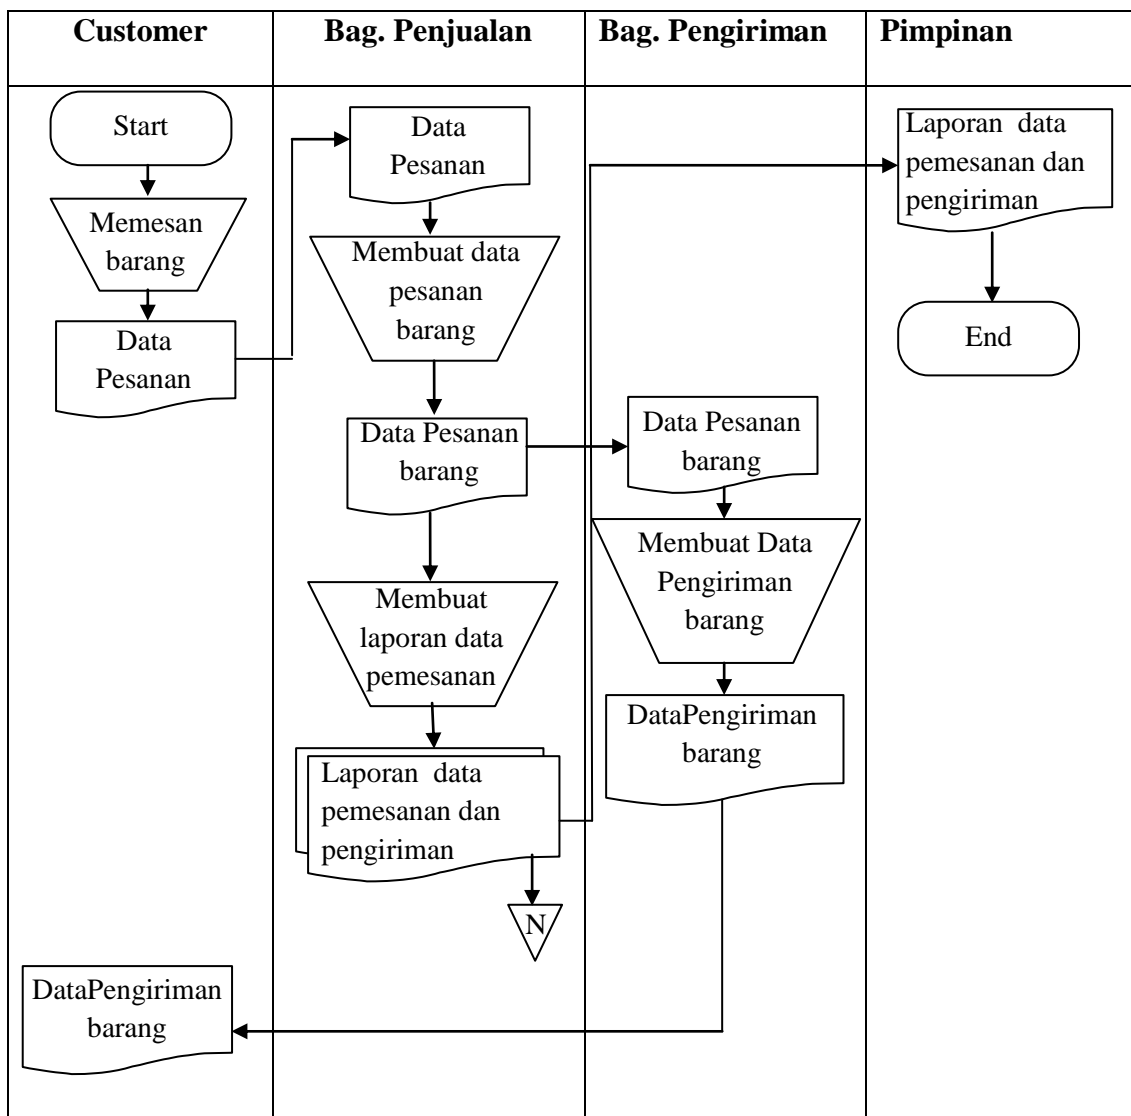 Customer
Bag. Penjualan
Bag. Pengiriman
Pimpinan
Start
Memesan
barang
Data
Pesanan
DataPengiriman
barang
Data
Pesanan
Membuat data
pesanan
barang
Data Pesanan
barang
Membuat
laporan data
pemesanan
Laporan data
pemesanan dan
pengiriman
N
Data Pesanan
barang
Membuat Data
Pengiriman
barang
DataPengiriman
barang
Laporan data
pemesanan dan
pengiriman
End